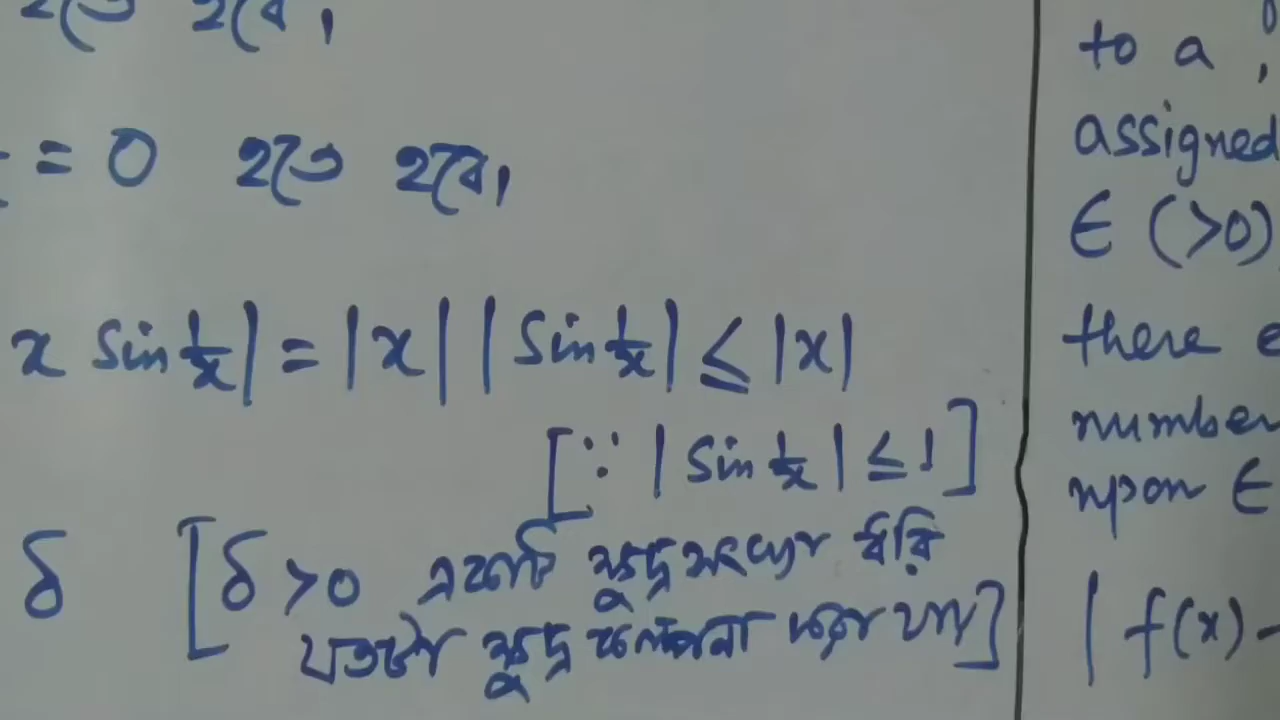 হতে হবে,
= 0 হতে হবে,
x sin 1/x | = |x| | sin 1/x | ≤ |x|
[∵ | sin 1/x | ≤ 1]
δ [δ > 0 একটি ক্ষুদ্র সংখ্যা ধরি
যতটা ক্ষুদ্র কল্পনা করা যায়]
to a ,
assigned
∈ (>0)
there e
number
upon ∈
| f(x) -